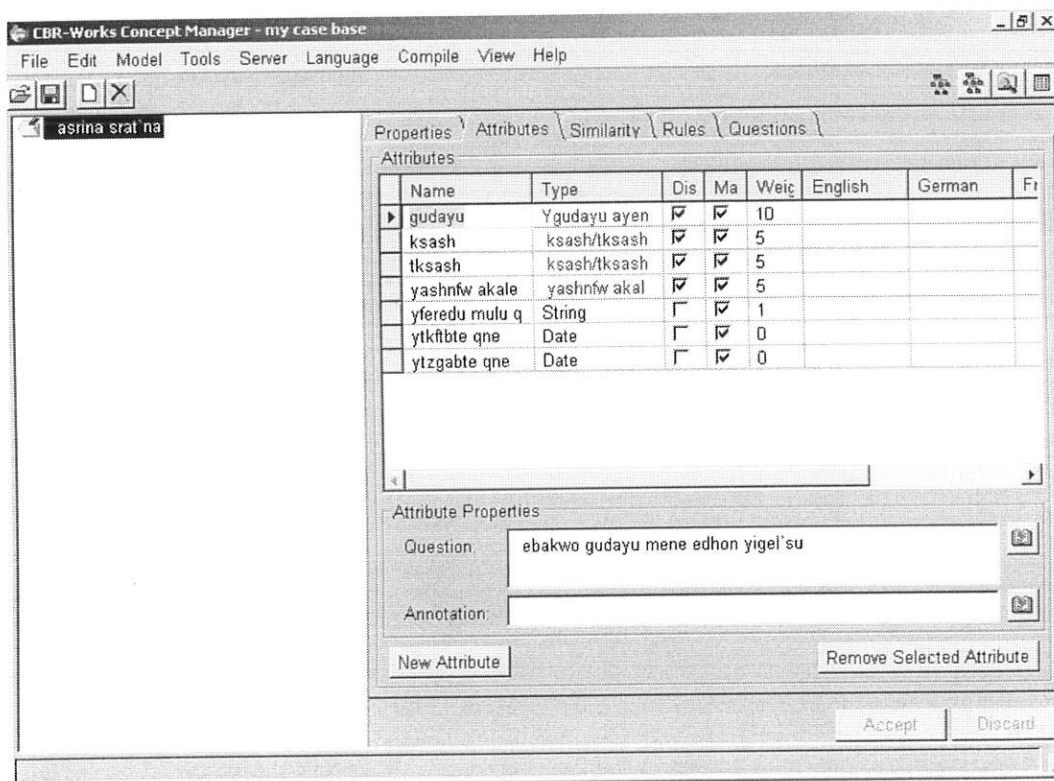 CBR-Works Concept Manager - my case base
File Edit Model Tools Server Language Compile View Help
asrina srat`na
Properties Attributes Similarity Rules Questions
Attributes
Name Type Dis Ma Weig English German Fr
gudayu Ygudayu ayen 10
ksash ksash/tksash 5
tksash ksash/tksash 5
yashnfw akale yashnfw akal 5
yferedu mulu q String 1
ytkftbte qne Date 0
ytzgabte qne Date 0
Attribute Properties
Question: ebakwo gudayu mene edhon yigel`su
Annotation:
New Attribute Remove Selected Attribute
Accept Discard